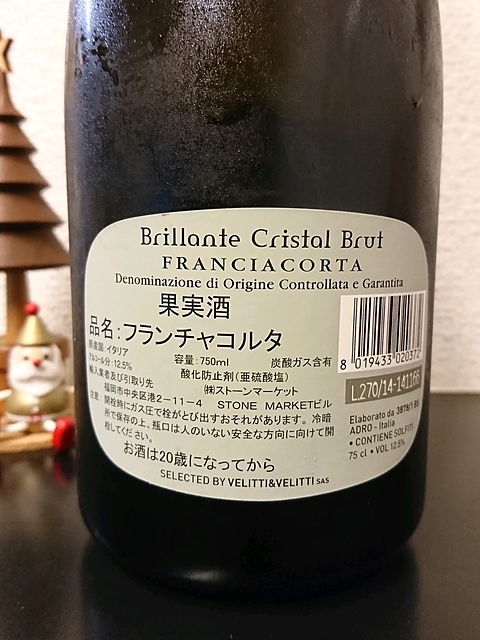 Brillante Cristal Brut
FRANCIACORTA
Denominazione di Origine Controllata e Garantita
果実酒
品名:フランチャコルタ
原産国:イタリア
アルコール分:12.5%
容量:750ml
炭酸ガス含有
酸化防止剤(亜硫酸塩)
輸入業者及び引取り先
㈱ストーンマーケット
福岡市中央区港2-11-4 STONE MARKETビル
注意:開栓時にガス圧で栓がとび出すおそれがあります。冷暗
所で保存の上、瓶口は人のいない安全な方向に向けて開
栓してください。
お酒は20歳になってから
SELECTED BY VELITTI&VELITTI SAS
8 019433 020372
L.270/14-141166
Elaborato da 3878/1 BS
ADRO - Italia
• CONTIENE SOLFITI
75 cl • VOL 12.5%